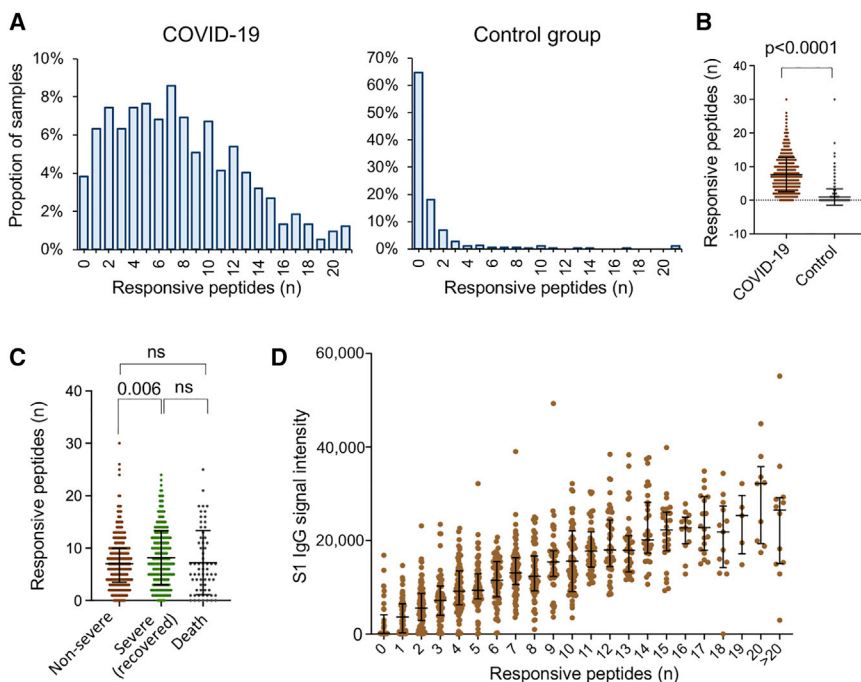 A
COVID-19
Control group
Propotion of samples
10%
8%
6%
4%
2%
0%
0 2 4 6 8 10 12 14 16 18 20
Responsive peptides (n)
70%
60%
50%
40%
30%
20%
10%
0%
0 2 4 6 8 10 12 14 16 18 20
Responsive peptides (n)
B
p<0.0001
Responsive peptides (n)
40
30
20
10
0
-10
COVID-19
Control
C
ns
0.006 ns
Responsive peptides (n)
40
30
20
10
0
Non-severe
Severe
(recovered)
Death
D
S1 IgG signal intensity
60,000
40,000
20,000
0
0 1 2 3 4 5 6 7 8 9 10 11 12 13 14 15 16 17 18 19 20 >20
Responsive peptides (n)